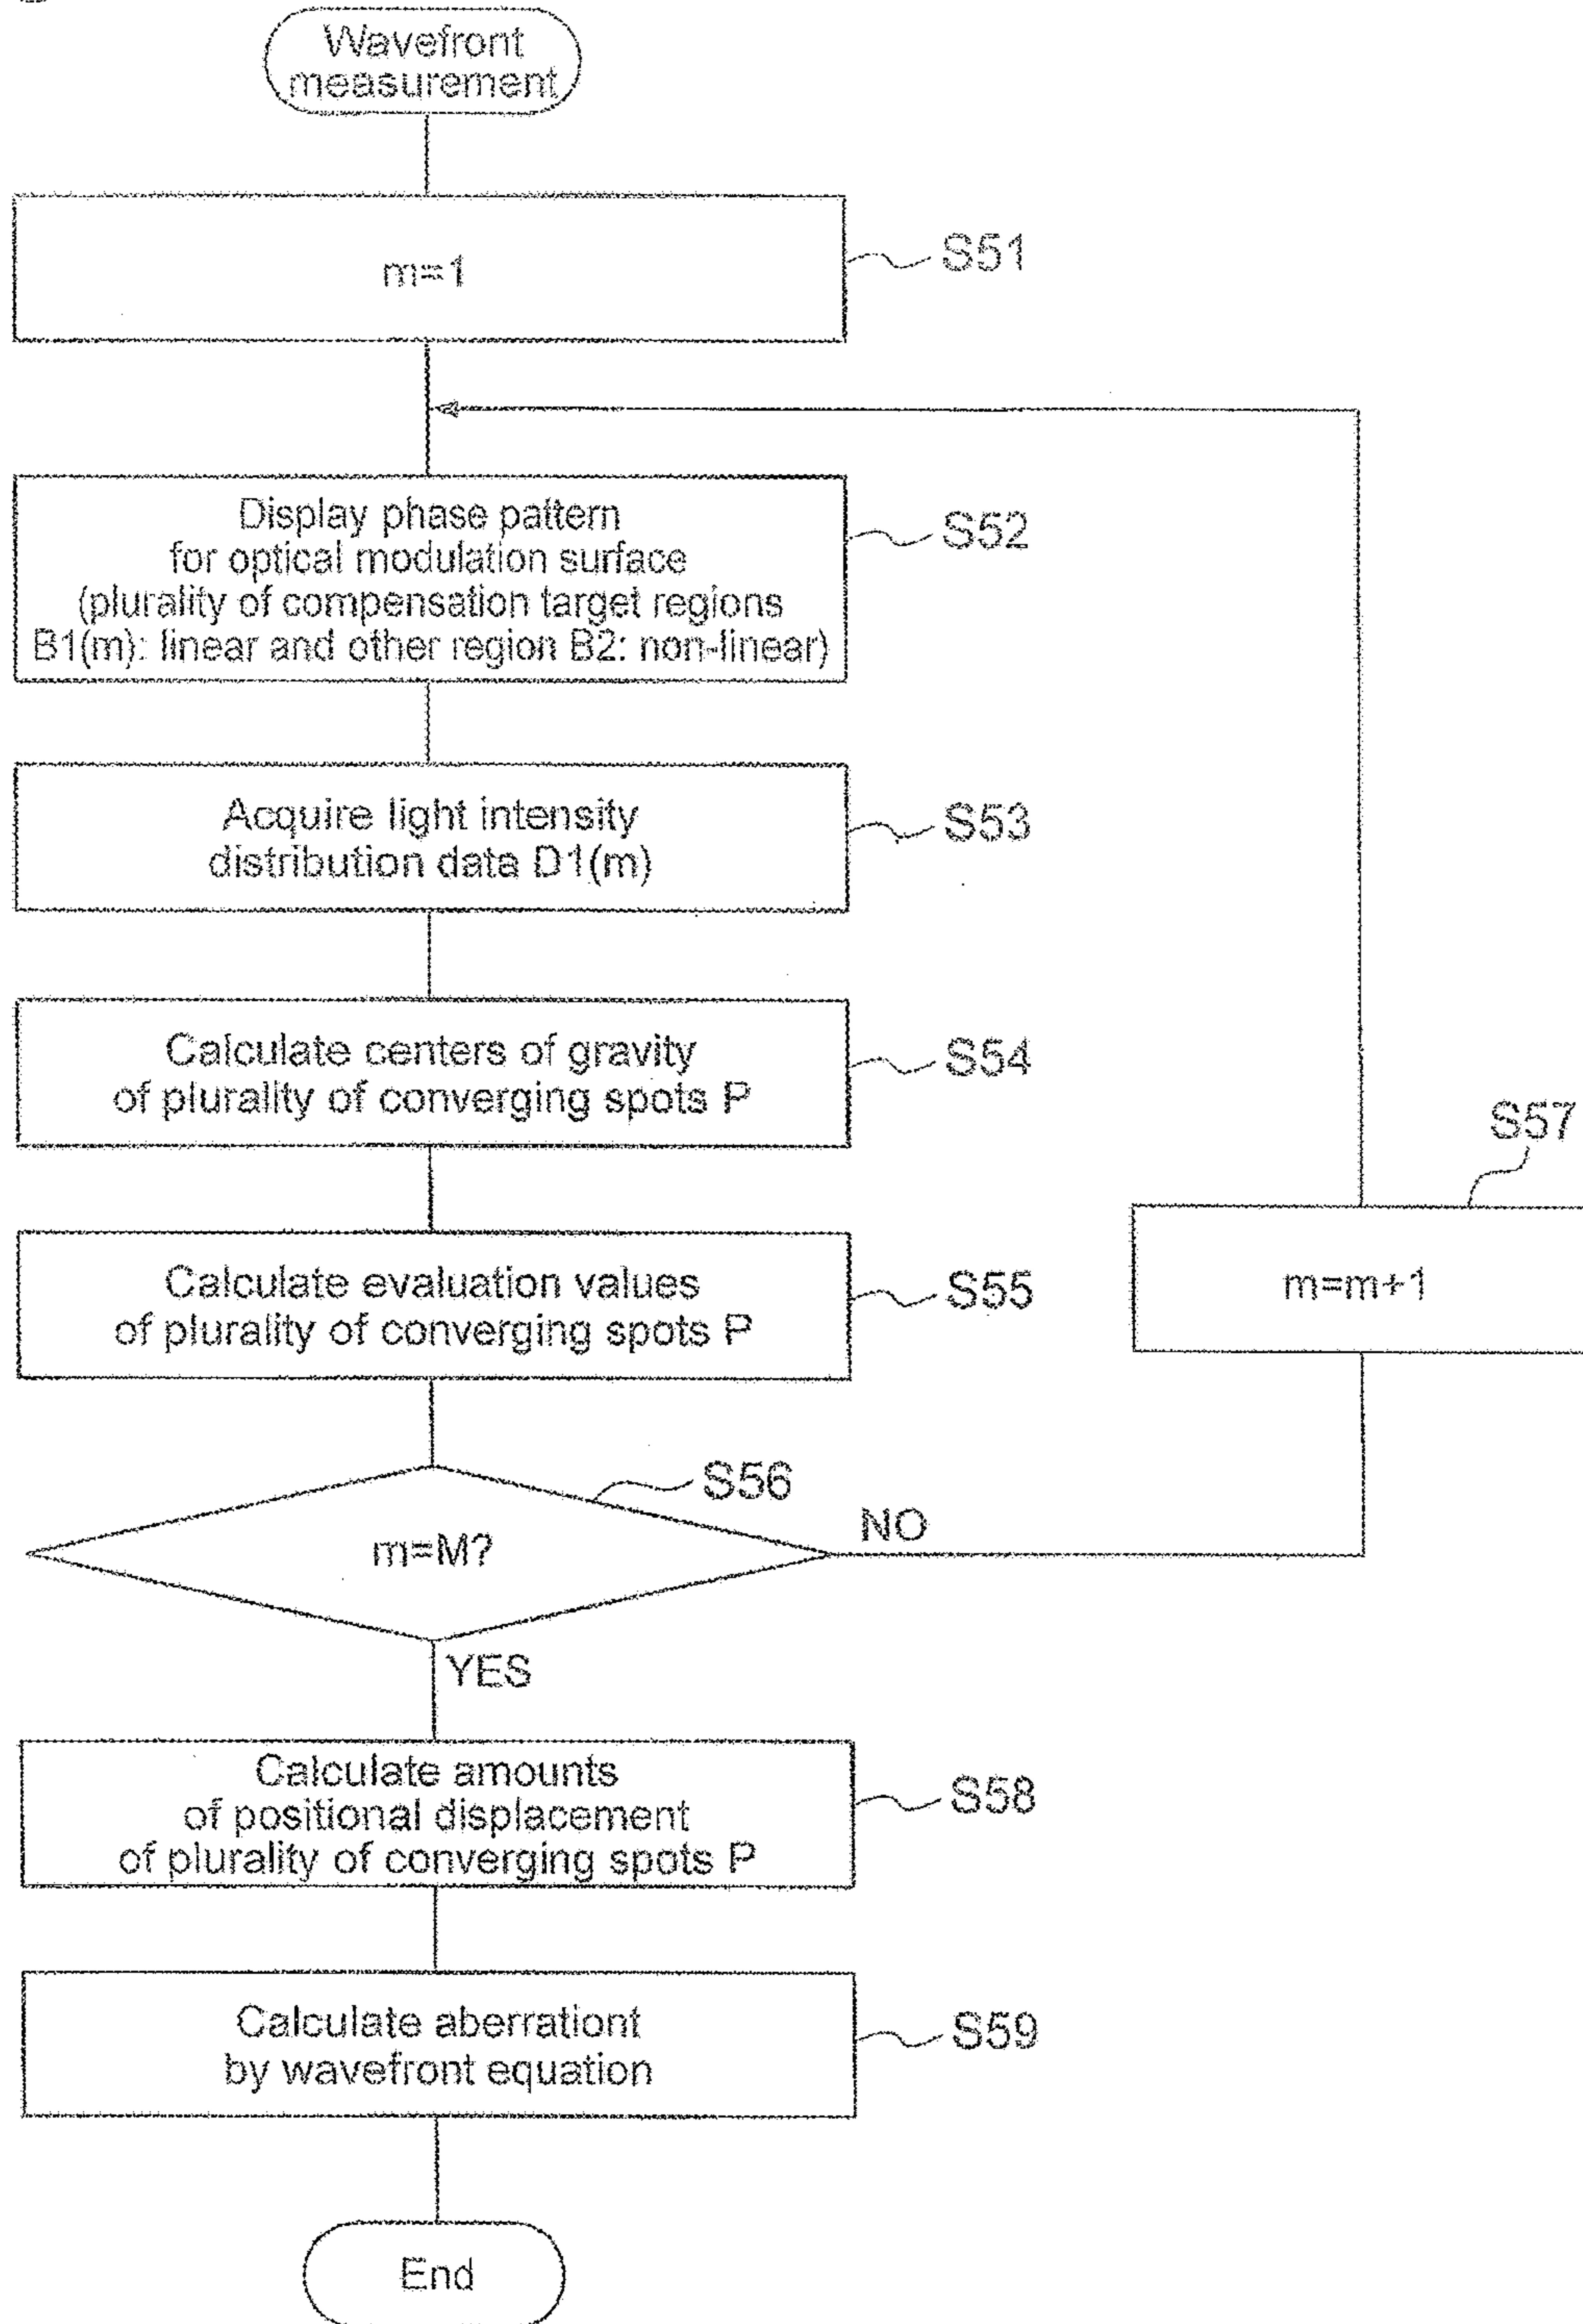 Wavefront
measurement
m=1
S51
Display phase pattern
for optical modulation surface
(plurality of compensation target regions
B1(m): linear and other region B2: non-linear)
S52
Acquire light intensity
distribution data D1(m)
S53
Calculate centers of gravity
of plurality of converging spots P
S54
Calculate evaluation values
of plurality of converging spots P
S55
S57
m=m+1
S56
m=M?
NO
YES
Calculate amounts
of positional displacement
of plurality of converging spots P
S58
Calculate aberrationt
by wavefront equation
S59
End